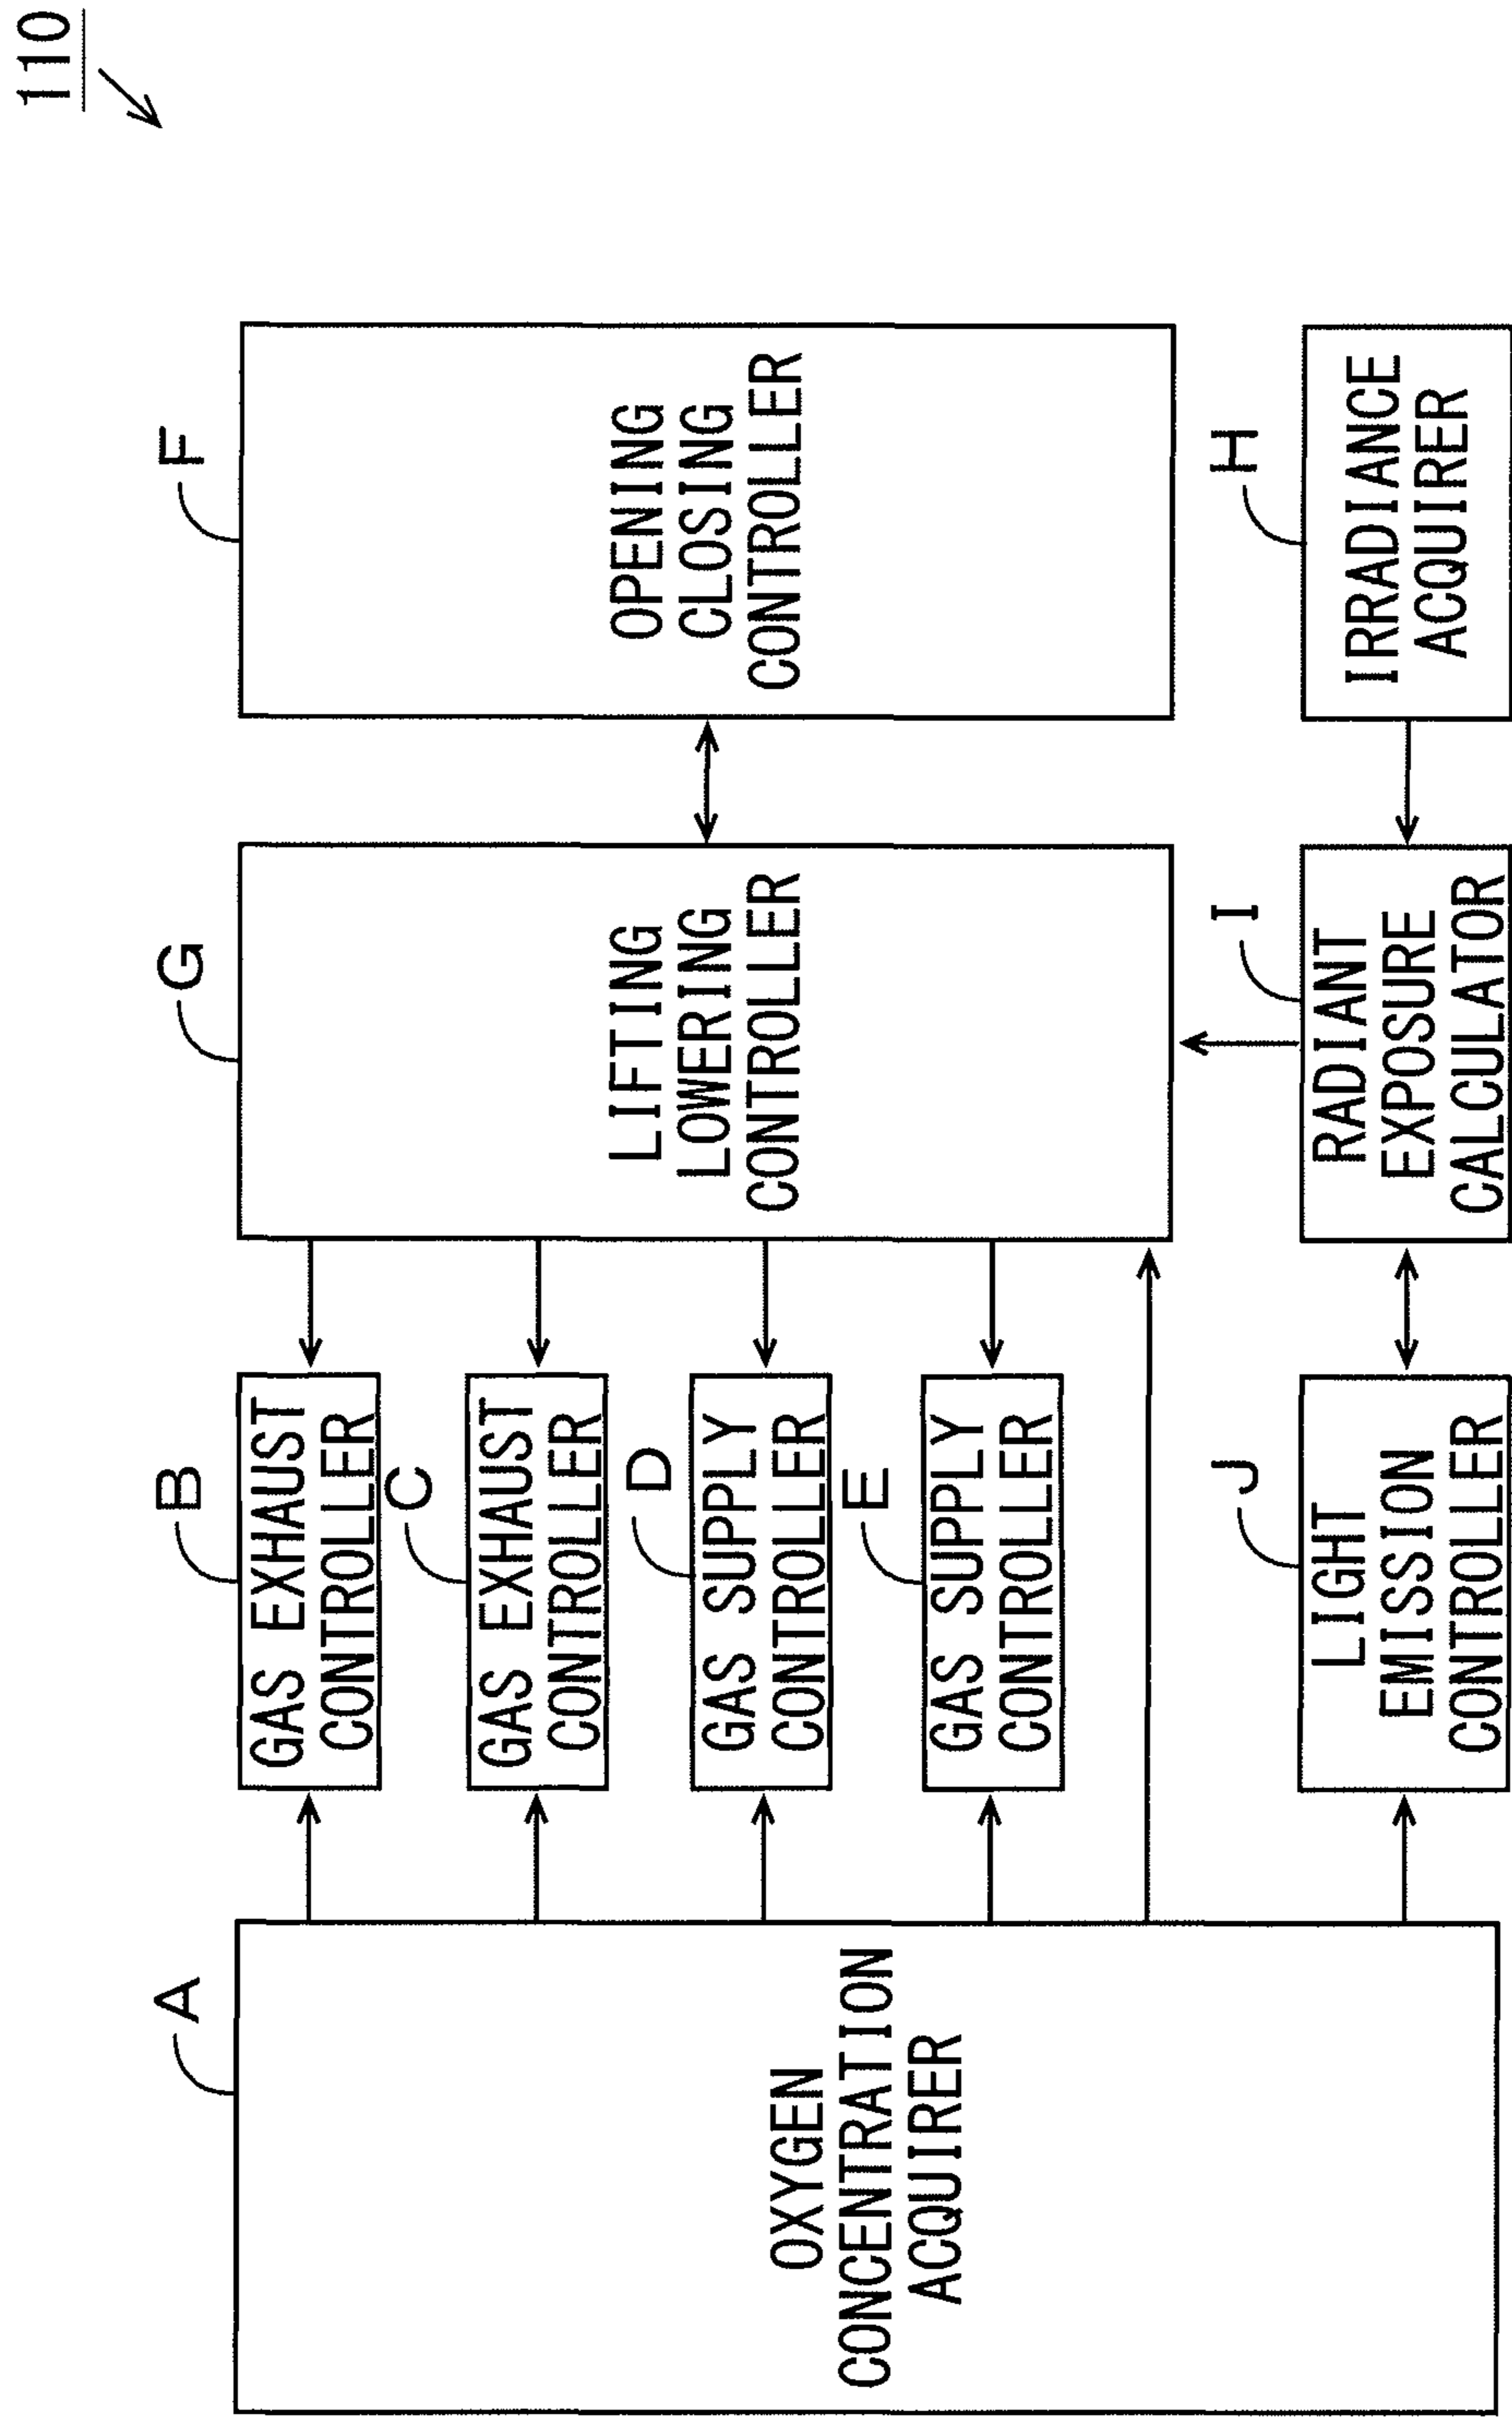 110
A
OXYGEN
CONCENTRATION
ACQUIRER
B
GAS EXHAUST
CONTROLLER
C
GAS EXHAUST
CONTROLLER
D
GAS SUPPLY
CONTROLLER
E
GAS SUPPLY
CONTROLLER
G
LIFTING
LOWERING
CONTROLLER
F
OPENING
CLOSING
CONTROLLER
J
LIGHT
EMISSION
CONTROLLER
I
RADIANT
EXPOSURE
CALCULATOR
H
IRRADIANCE
ACQUIRER